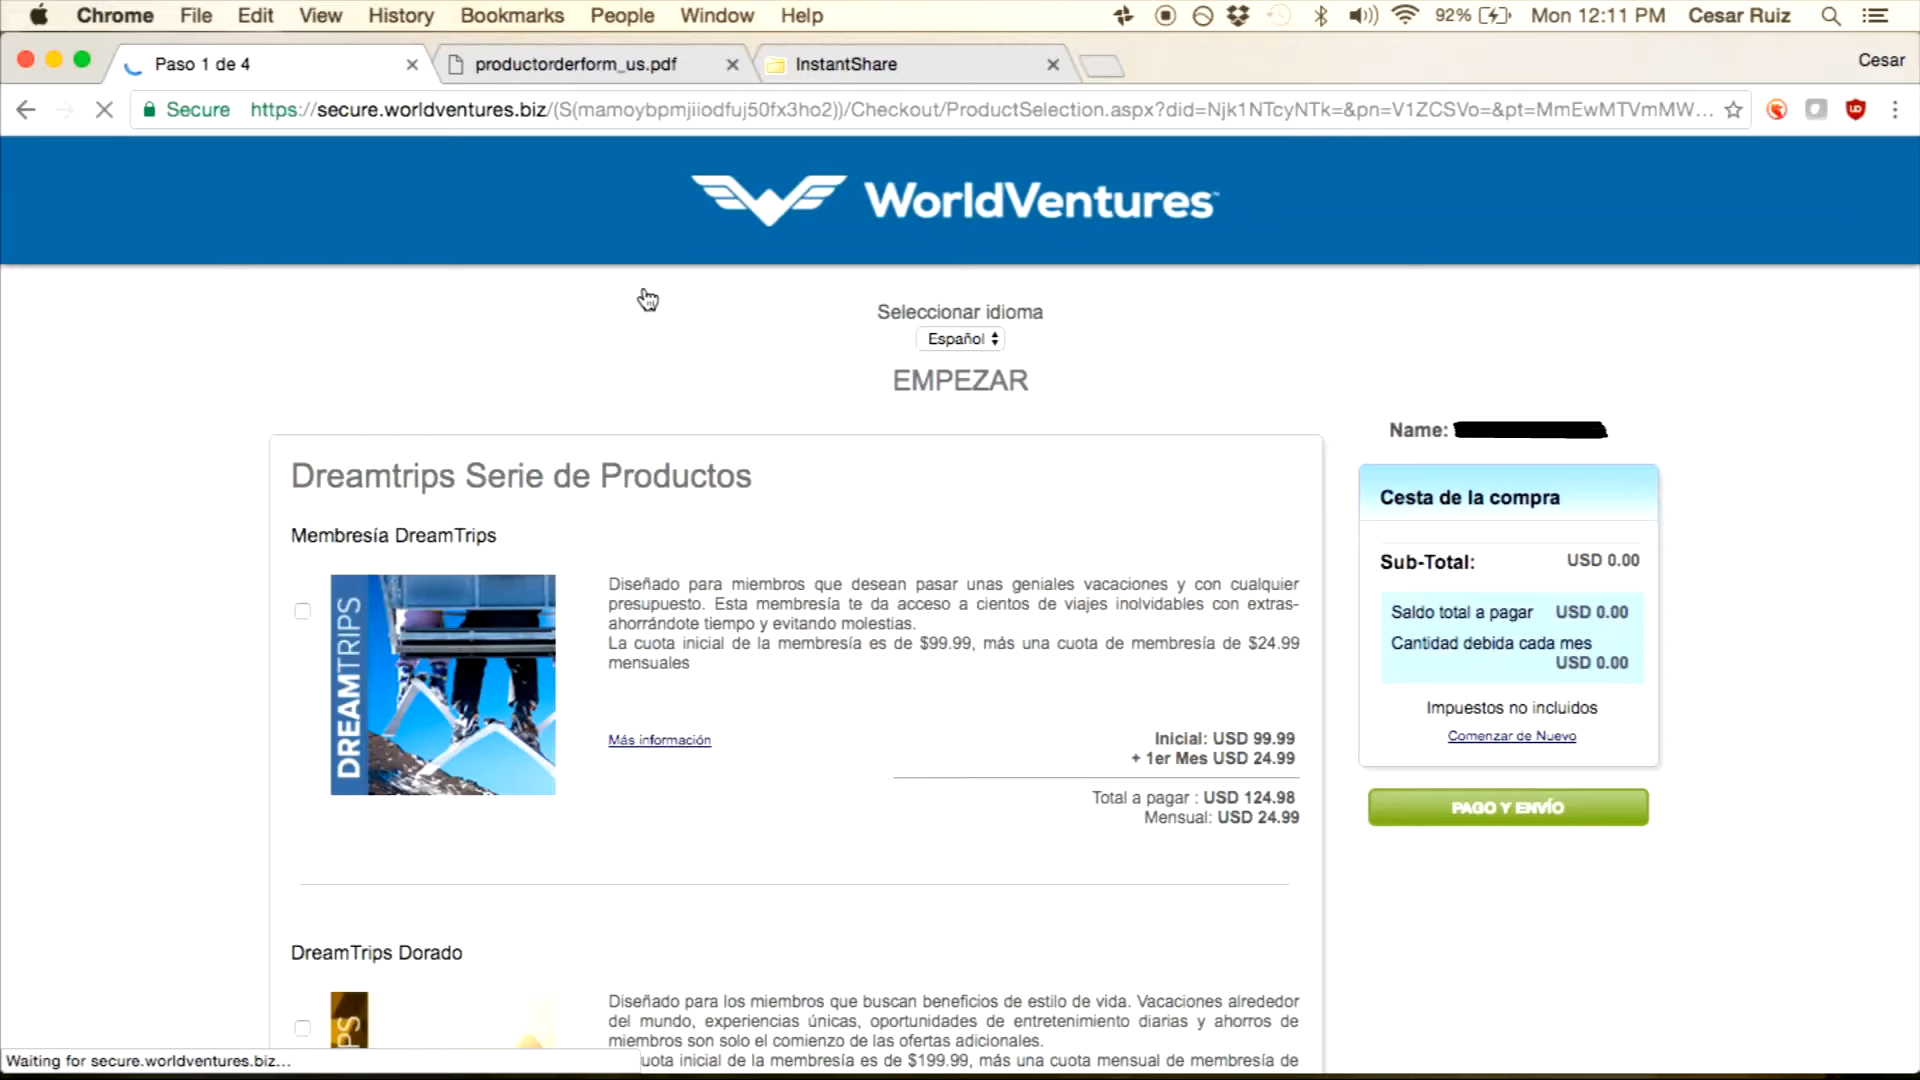 Chrome File Edit View History Bookmarks People Window Help 92% Mon 12:11 PM Cesar Ruiz
Paso 1 de 4 productorderform_us.pdf InstantShare Cesar
Secure https://secure.worldventures.biz/(S(mamoybpmjiiodfuj50fx3ho2))/Checkout/ProductSelection.aspx?did=Njk1NTcyNTk=&pn=V1ZCSVo=&pt=MmEwMTVmMW...
WorldVentures
Seleccionar idioma
Español
EMPEZAR
Name:
Dreamtrips Serie de Productos
Membresía DreamTrips
DREAMTRIPS
Diseñado para miembros que desean pasar unas geniales vacaciones y con cualquier
presupuesto. Esta membresía te da acceso a cientos de viajes inolvidables con extras-
ahorrándote tiempo y evitando molestias.
La cuota inicial de la membresía es de $99.99, más una cuota de membresía de $24.99
mensuales
Más información
Inicial: USD 99.99
+ 1er Mes USD 24.99
Total a pagar : USD 124.98
Mensual: USD 24.99
Cesta de la compra
Sub-Total: USD 0.00
Saldo total a pagar USD 0.00
Cantidad debida cada mes
USD 0.00
Impuestos no incluidos
Comenzar de Nuevo
PAGO Y ENVÍO
DreamTrips Dorado
PS
Diseñado para los miembros que buscan beneficios de estilo de vida. Vacaciones alrededor
del mundo, experiencias únicas, oportunidades de entretenimiento diarias y ahorros de
miembros son solo el comienzo de las ofertas adicionales.
uota inicial de la membresía es de $199.99, más una cuota mensual de membresía de
Waiting for secure.worldventures.biz...